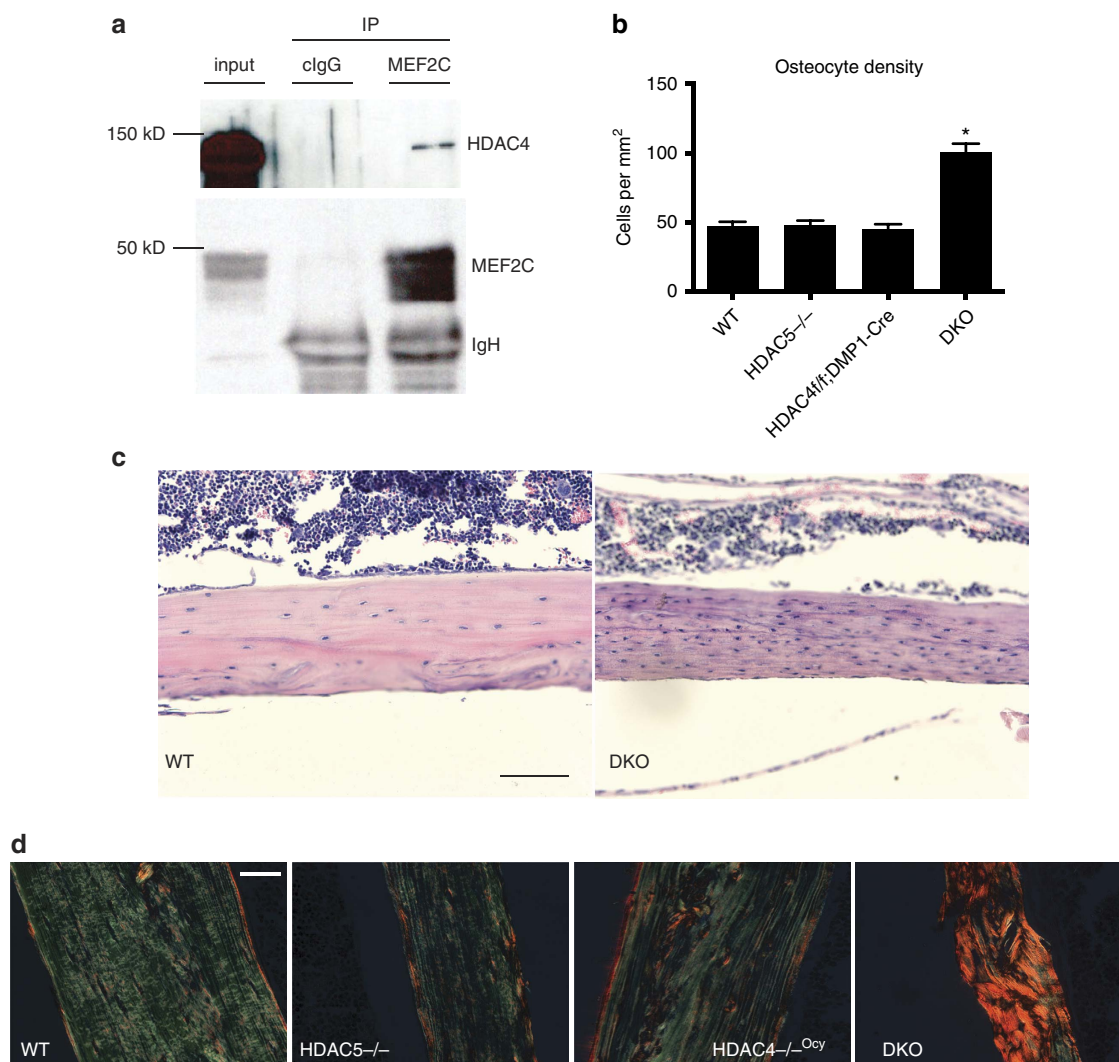 a
IP
input
cIgG
MEF2C
150 kD
HDAC4
50 kD
MEF2C
IgH
b
Osteocyte density
150
100
50
0
Cells per mm2
*
WT
HDAC5–/–
HDAC4f/f;DMP1-Cre
DKO
c
WT
DKO
d
WT
HDAC5–/–
HDAC4–/–Ocy
DKO